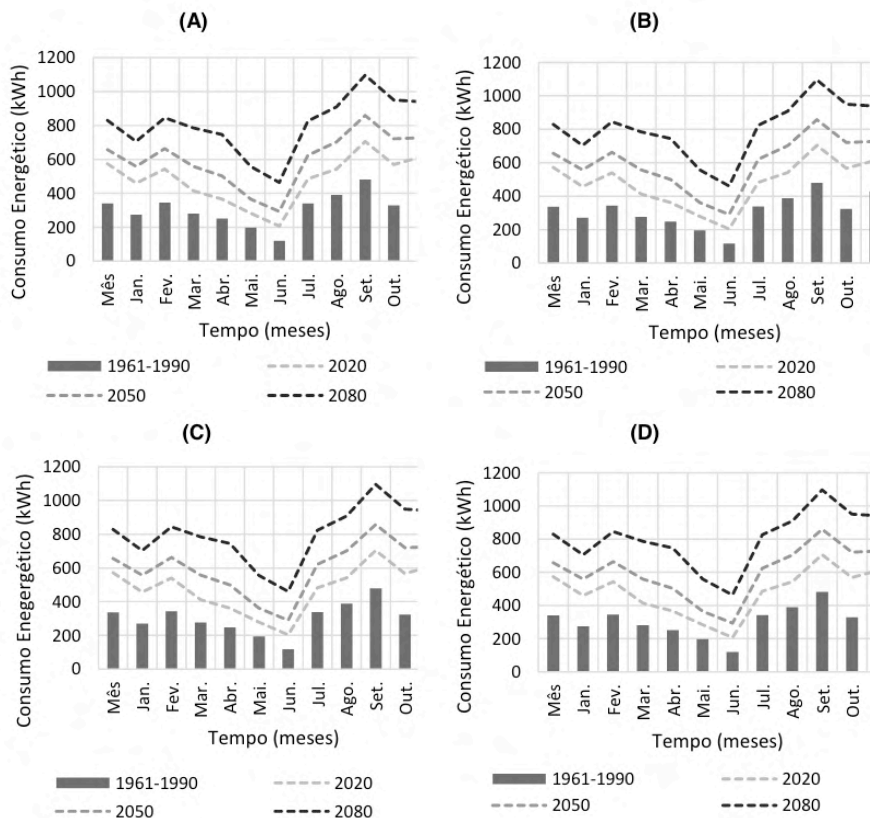 (A)
Consumo Energético (kWh)
1200
1000
800
600
400
200
0
Mês Jan. Fev. Mar. Abr. Mai. Jun. Jul. Ago. Set. Out.
Tempo (meses)
1961-1990 2020
2050 2080
(B)
Consumo Energético (kWh)
1200
1000
800
600
400
200
0
Mês Jan. Fev. Mar. Abr. Mai. Jun. Jul. Ago. Set. Out.
Tempo (meses)
1961-1990 2020
2050 2080
(C)
Consumo Enegergético (kWh)
1200
1000
800
600
400
200
0
Mês Jan. Fev. Mar. Abr. Mai. Jun. Jul. Ago. Set. Out.
Tempo (meses)
1961-1990 2020
2050 2080
(D)
Consumo Energético (kWh)
1200
1000
800
600
400
200
0
Mês Jan. Fev. Mar. Abr. Mai. Jun. Jul. Ago. Set. Out.
Tempo (meses)
1961-1990 2020
2050 2080